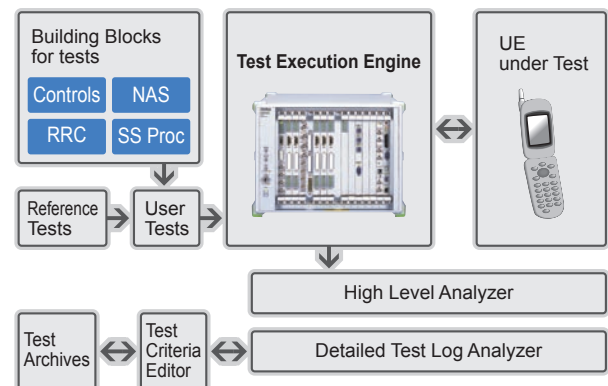 Building Blocks
for tests
Controls
NAS
RRC
SS Proc
Test Execution Engine
UE
under Test
Reference
Tests
User
Tests
High Level Analyzer
Test
Archives
Test
Criteria
Editor
Detailed Test Log Analyzer